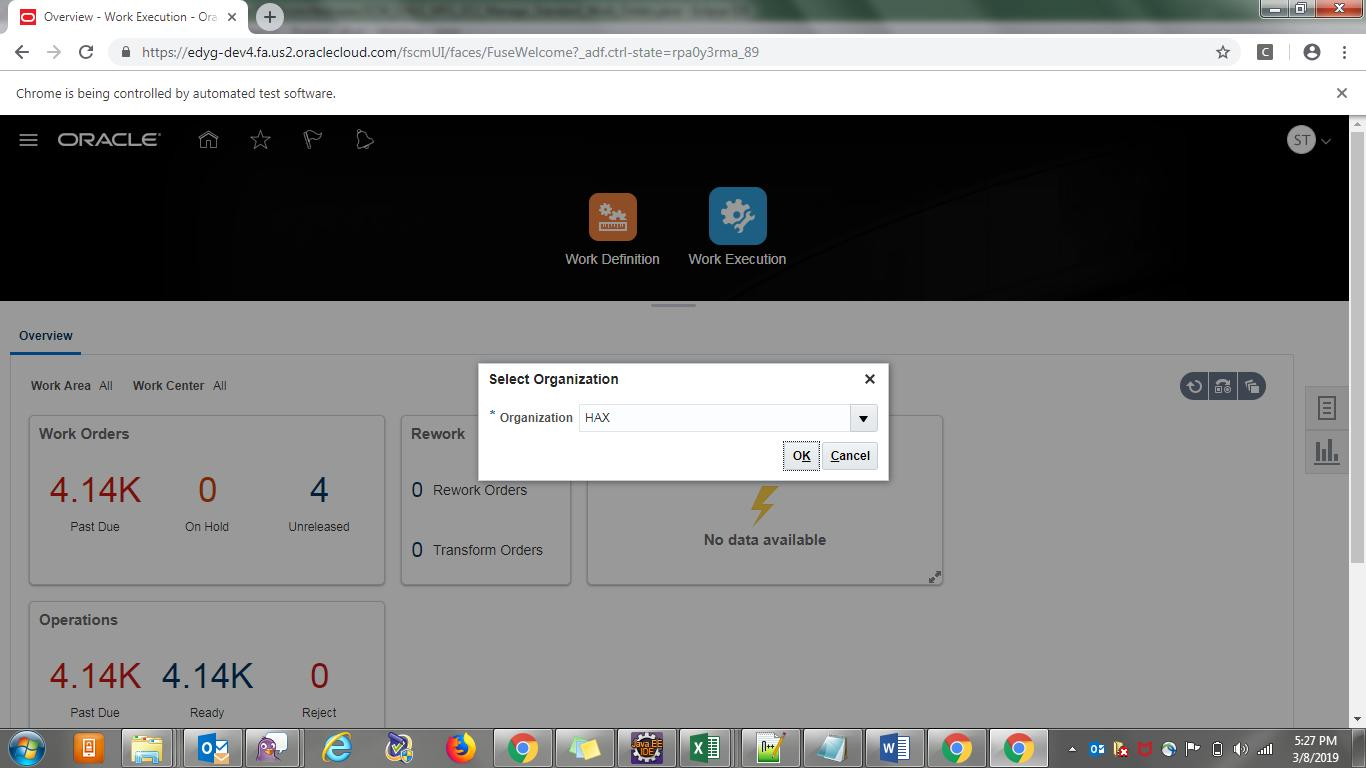 Overview - Work Execution - Ora
https://edyg-dev4.fa.us2.oraclecloud.com/fscmUI/faces/FuseWelcome?_adf.ctrl-state=rpa0y3rma_89
C
Chrome is being controlled by automated test software.
ORACLE
ST
Work Definition
Work Execution
Overview
Work Area All Work Center All
Select Organization
* Organization HAX
OK Cancel
Work Orders
4.14K 0 4
Past Due On Hold Unreleased
Rework
0 Rework Orders
0 Transform Orders
No data available
Operations
4.14K 4.14K 0
Past Due Ready Reject
Java EE
IDE
5:27 PM
3/8/2019